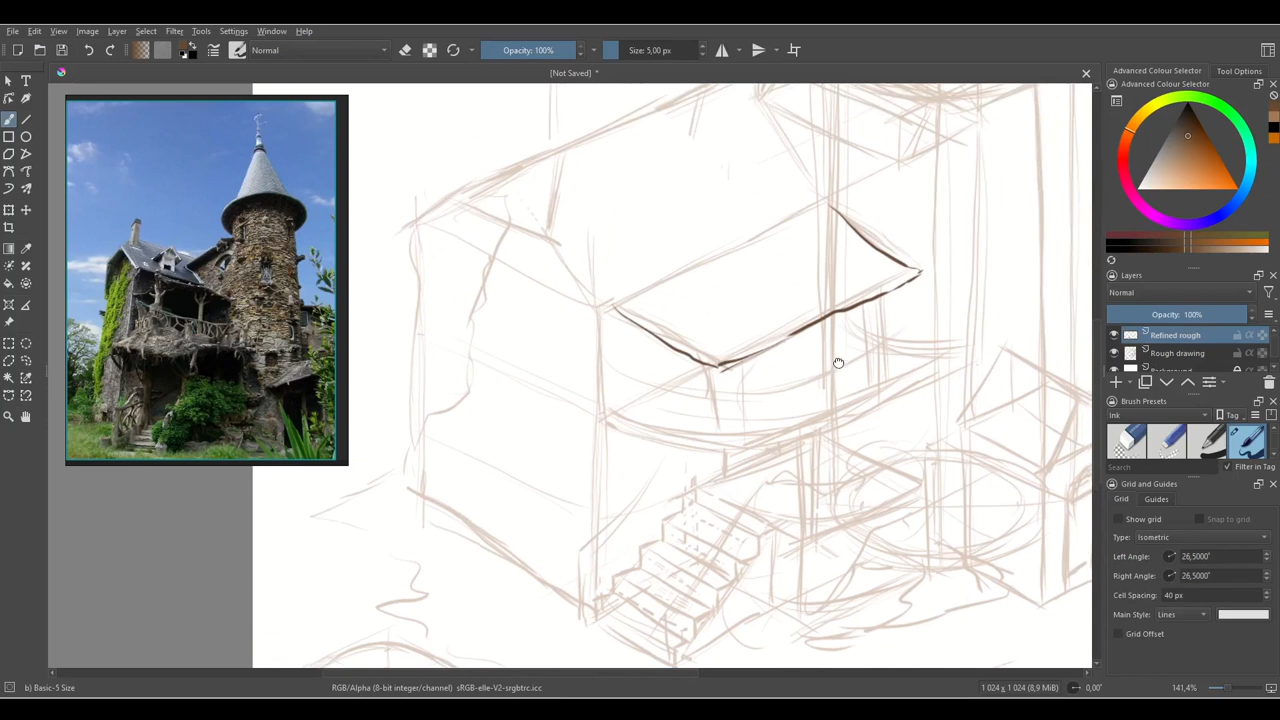 File Edit View Image Layer Select Filter Tools Settings Window Help
Normal Opacity: 100% Size: 5,00 px
[Not Saved] *
Advanced Colour Selector Tool Options
Advanced Colour Selector
Layers
Normal
Opacity: 100%
Refined rough
Rough drawing
Background
Brush Presets
Ink Tag
Search Filter in Tag
Grid and Guides
Grid Guides
Show grid Snap to grid
Type: Isometric
Left Angle: 26,5000°
Right Angle: 26,5000°
Cell Spacing: 40 px
Main Style: Lines
Grid Offset
b) Basic-5 Size RGB/Alpha (8-bit integer/channel) sRGB-elle-V2-srgbtrc.icc 1 024 x 1 024 (8,9 MiB) 0,00° 141,4%